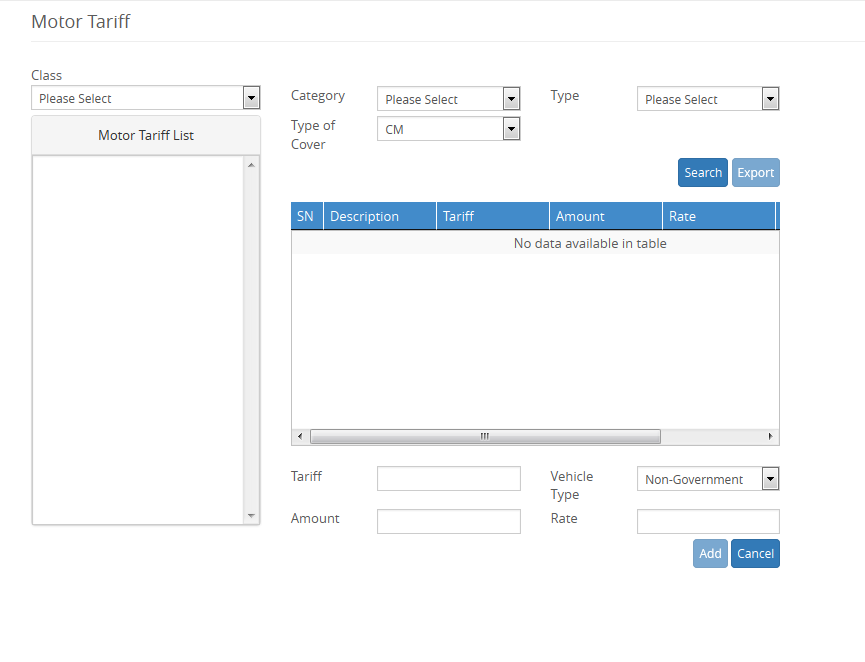 Motor Tariff
Class
Please Select
Motor Tariff List
Category
Please Select
Type
Please Select
Type of
Cover
CM
Search
Export
SN Description Tariff Amount Rate
No data available in table
Tariff
Vehicle
Type
Non-Government
Amount
Rate
Add
Cancel